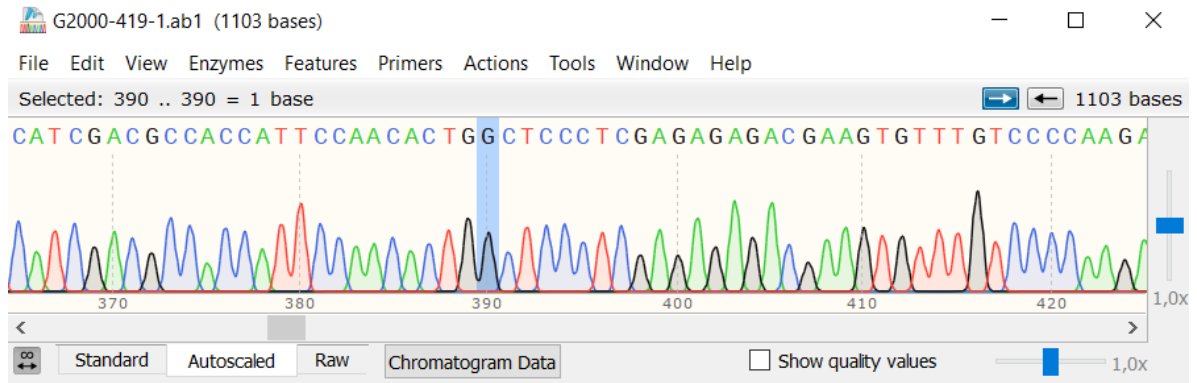 G2000-419-1.ab1 (1103 bases)
File Edit View Enzymes Features Primers Actions Tools Window Help
Selected: 390 .. 390 = 1 base 1103 bases
CATCGACGCCACCATTCCAACACTGGCTCCCTCGAGAGAGACGAAGTGTTTGTCCCCAAGA
370 380 390 400 410 420 1,0x
Standard Autoscaled Raw Chromatogram Data Show quality values 1,0x